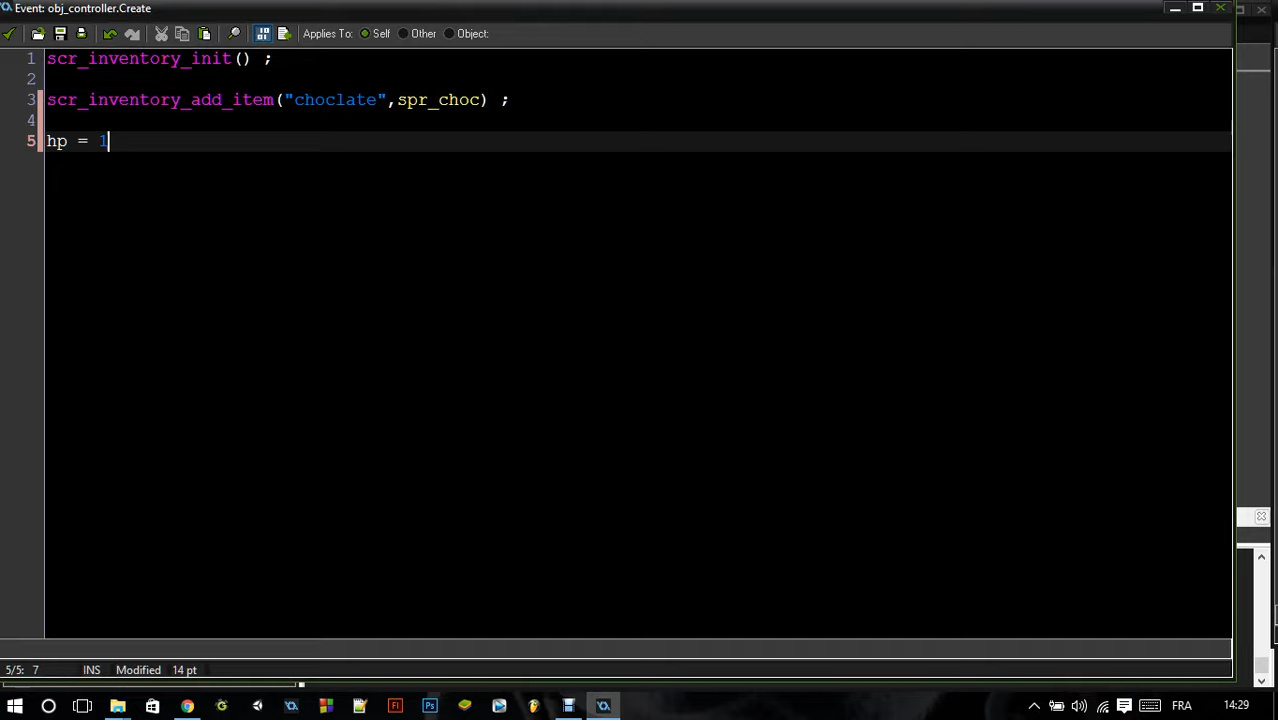 Event: obj_controller.Create
Applies To: Self Other Object:
1 scr_inventory_init() ;
2
3 scr_inventory_add_item("choclate",spr_choc) ;
4
5 hp = 1
5/5: 7 INS Modified 14 pt
FRA 14:29